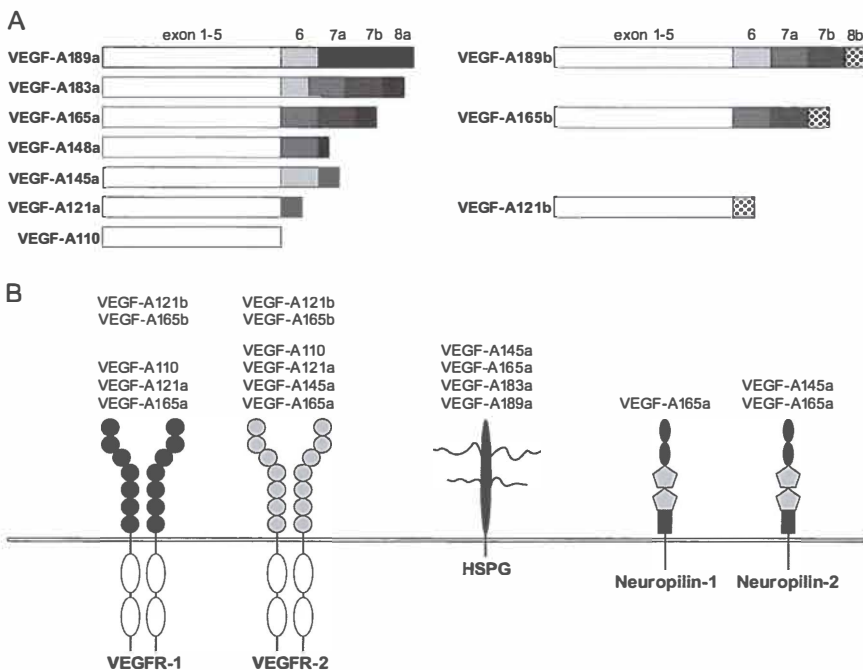 A
exon 1-5 6 7a 7b 8a
VEGF-A189a
VEGF-A183a
VEGF-A165a
VEGF-A148a
VEGF-A145a
VEGF-A121a
VEGF-A110
exon 1-5 6 7a 7b 8b
VEGF-A189b
VEGF-A165b
VEGF-A121b
B
VEGF-A121b
VEGF-A165b
VEGF-A110
VEGF-A121a
VEGF-A165a
VEGFR-1
VEGF-A121b
VEGF-A165b
VEGF-A110
VEGF-A121a
VEGF-A145a
VEGF-A165a
VEGFR-2
VEGF-A145a
VEGF-A165a
VEGF-A183a
VEGF-A189a
HSPG
VEGF-A165a
Neuropilin-1
VEGF-A145a
VEGF-A165a
Neuropilin-2